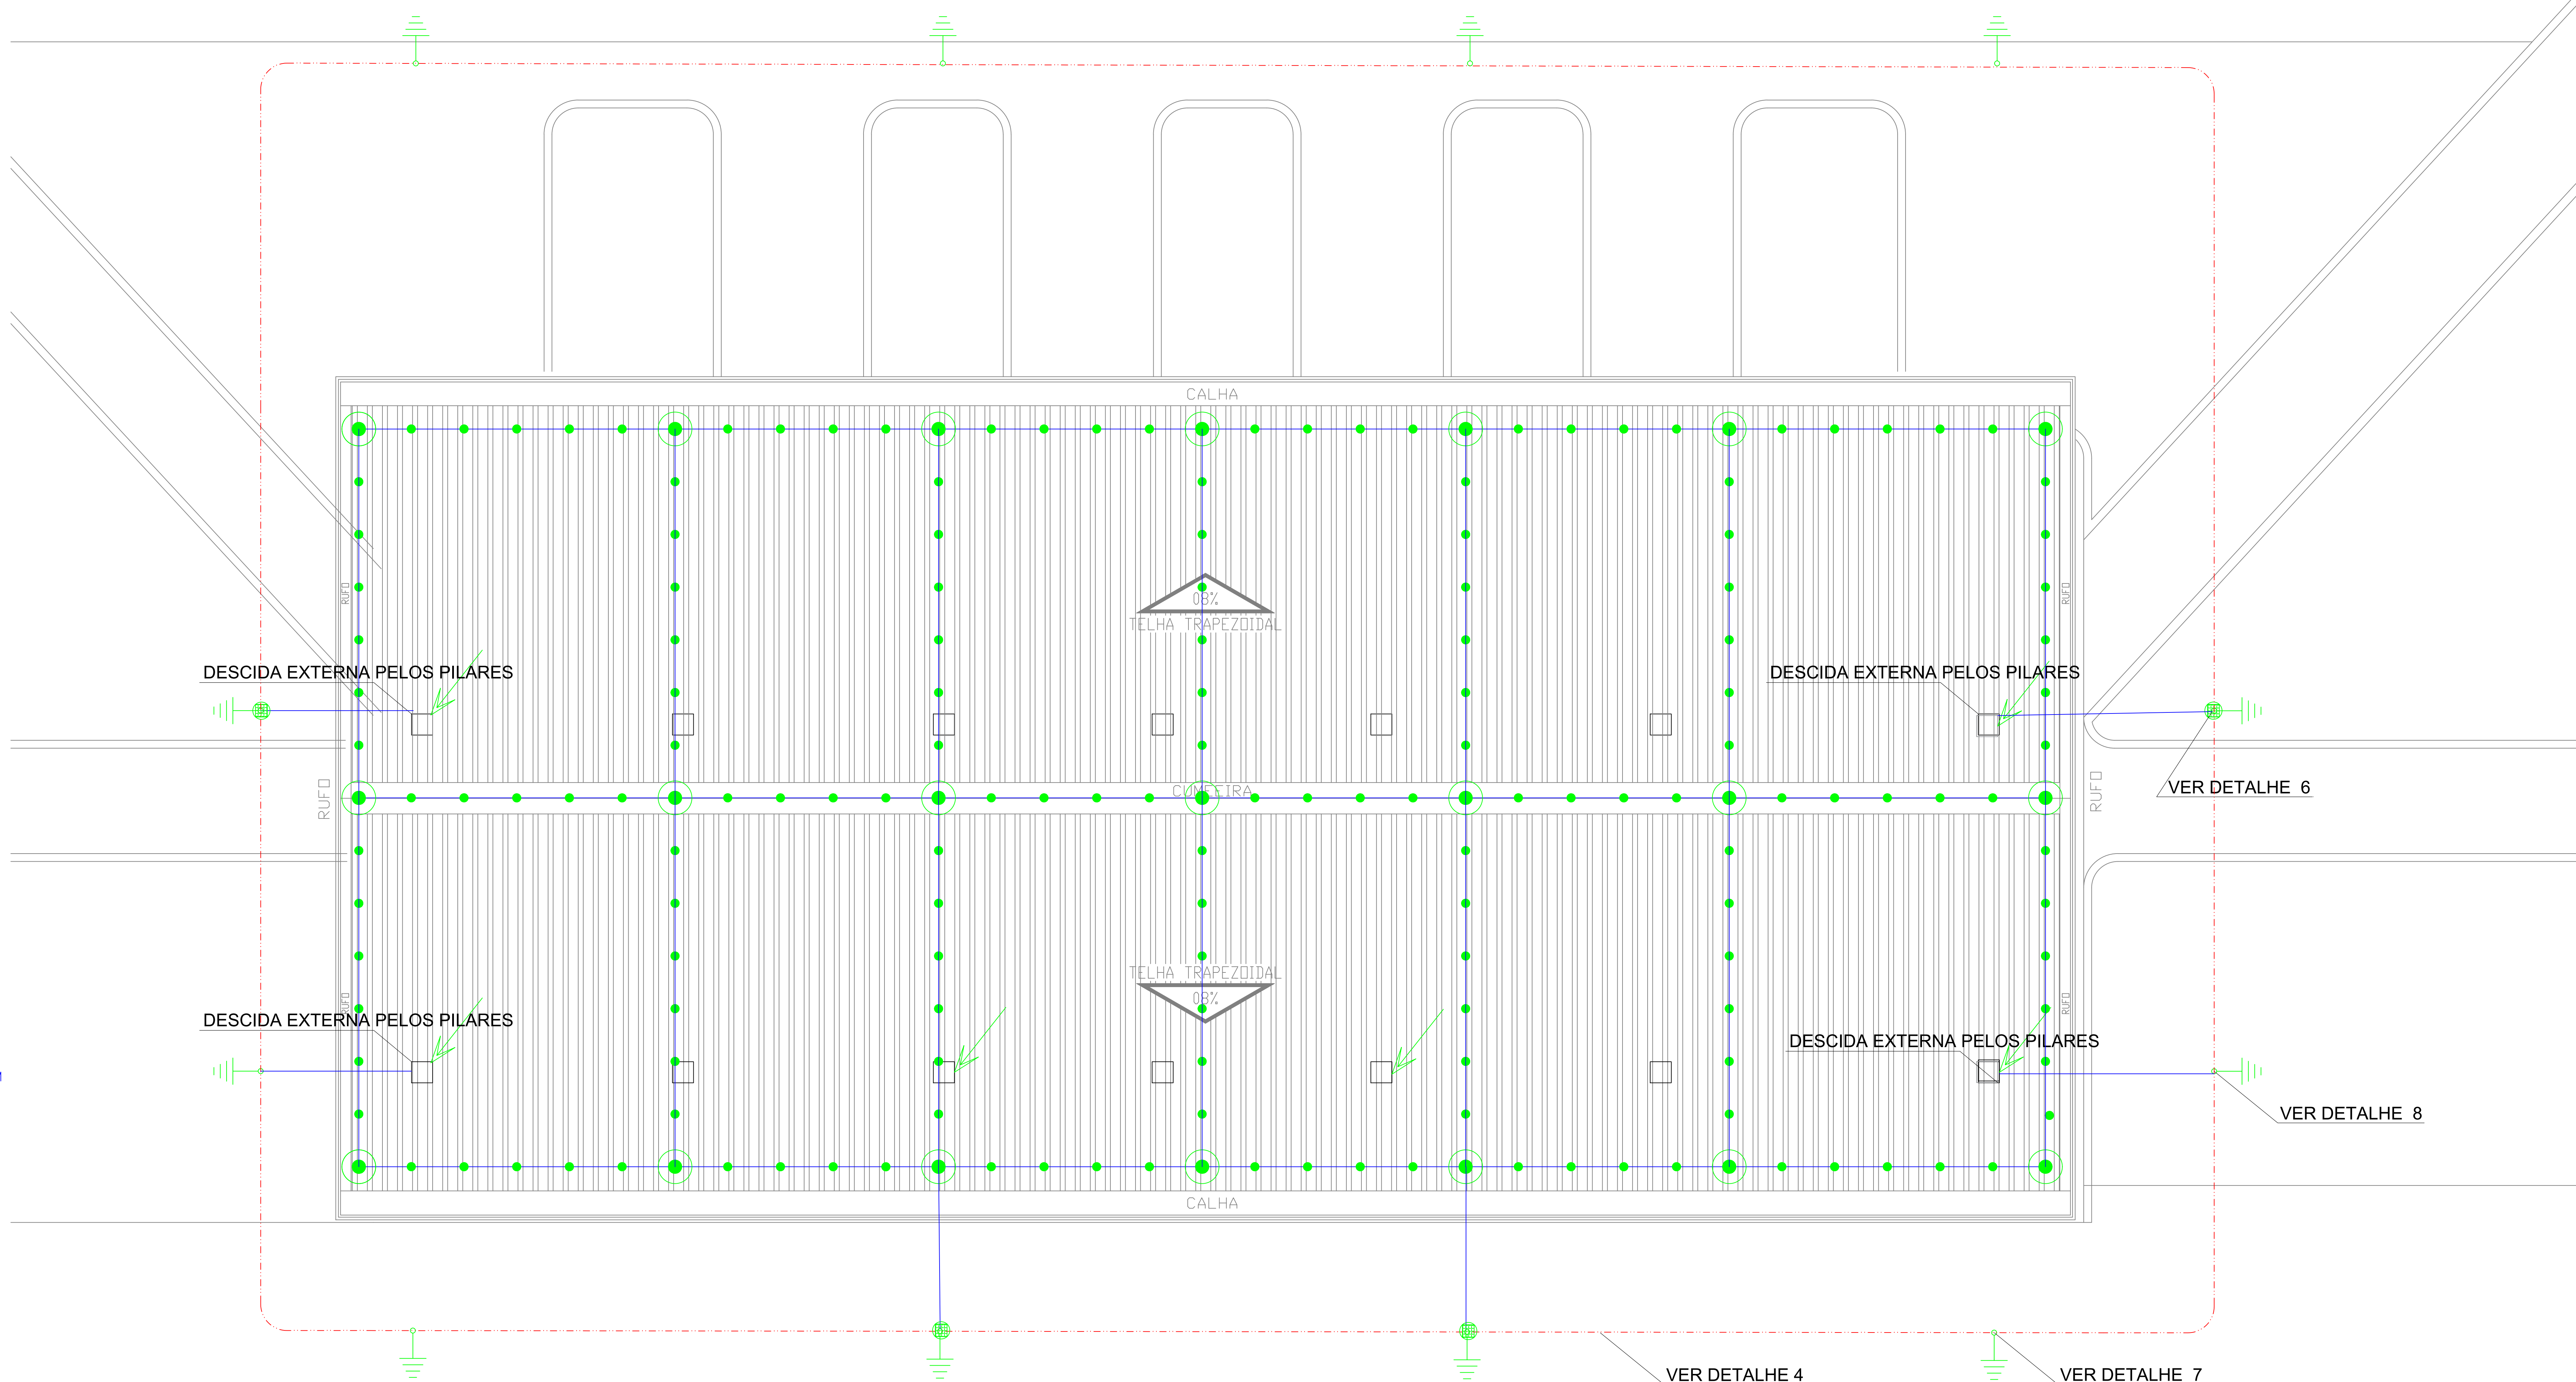 CALHA
08%
TELHA TRAPEZOIDAL
RUFO
RUFO
DESCIDA EXTERNA PELOS PILARES
DESCIDA EXTERNA PELOS PILARES
RUFO
CUMEEIRA
RUFO
VER DETALHE 6
TELHA TRAPEZOIDAL
08%
RUFO
RUFO
DESCIDA EXTERNA PELOS PILARES
DESCIDA EXTERNA PELOS PILARES
VER DETALHE 8
CALHA
VER DETALHE 4
VER DETALHE 7